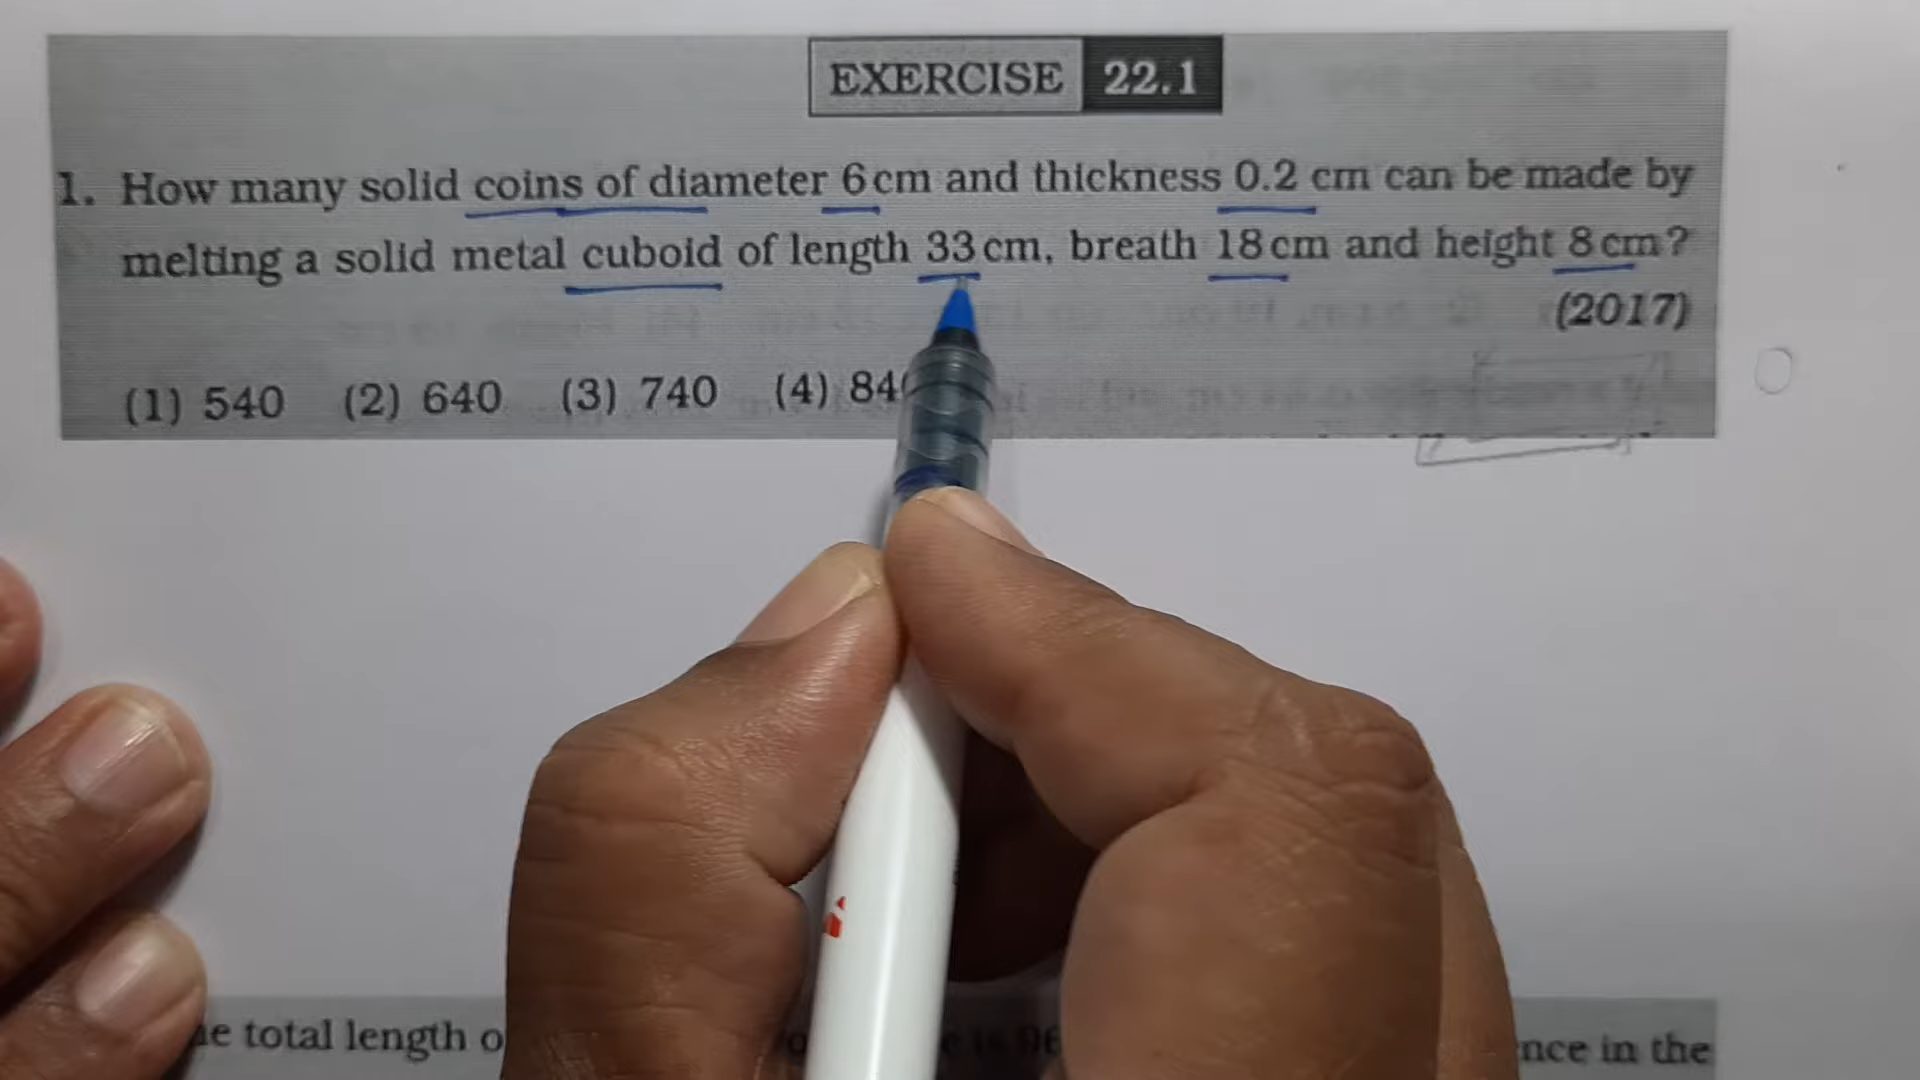 EXERCISE 22.1
1. How many solid coins of diameter 6 cm and thickness 0.2 cm can be made by
melting a solid metal cuboid of length 33 cm, breath 18 cm and height 8 cm?
(2017)
(1) 540 (2) 640 (3) 740 (4)
total length
nce in the